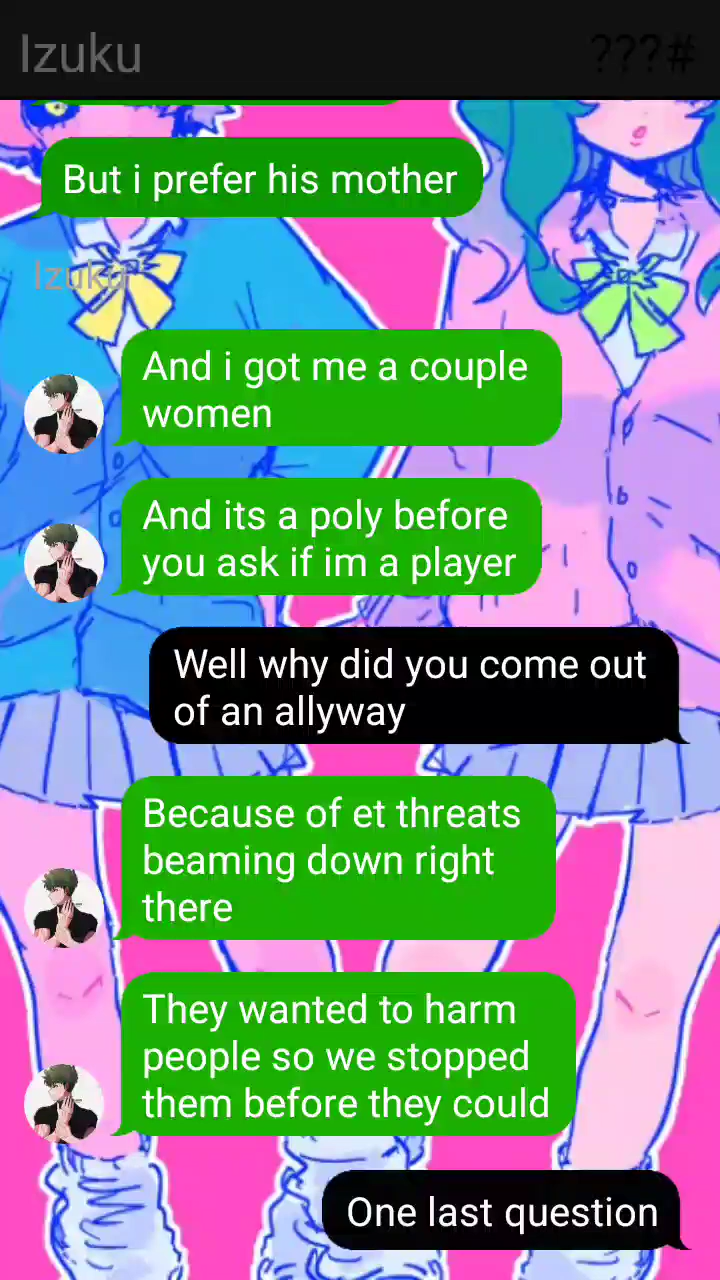 Izuku
???#
But i prefer his mother
Izuku
And i got me a couple
women
And its a poly before
you ask if im a player
Well why did you come out
of an allyway
Because of et threats
beaming down right
there
They wanted to harm
people so we stopped
them before they could
One last question